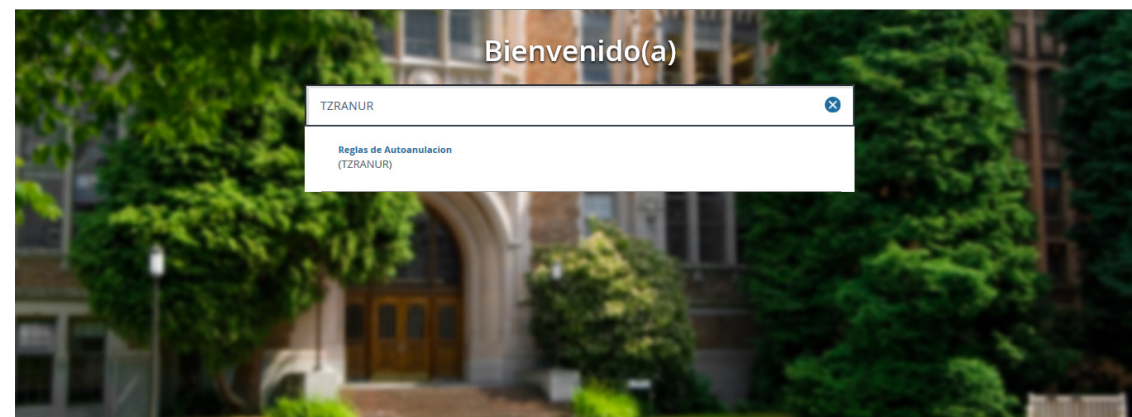 Bienvenido(a)
TZRANUR
Reglas de Autoanulacion
(TZRANUR)